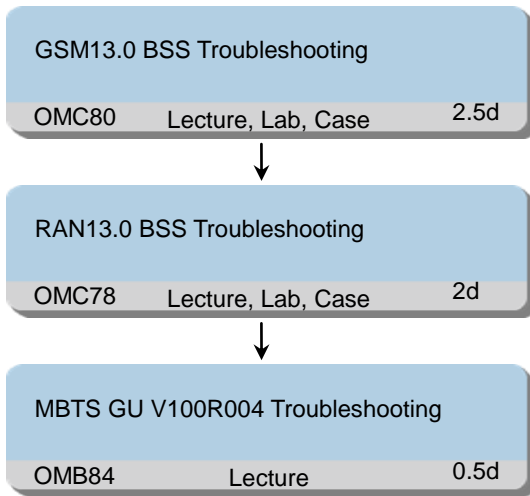 GSM13.0 BSS Troubleshooting
OMC80 Lecture, Lab, Case 2.5d
RAN13.0 BSS Troubleshooting
OMC78 Lecture, Lab, Case 2d
MBTS GU V100R004 Troubleshooting
OMB84 Lecture 0.5d